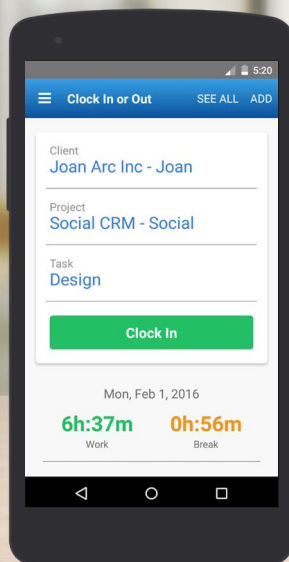 5:20
Clock In or Out SEE ALL ADD
Client
Joan Arc Inc - Joan
Project
Social CRM - Social
Task
Design
Clock In
Mon, Feb 1, 2016
6h:37m 0h:56m
Work Break